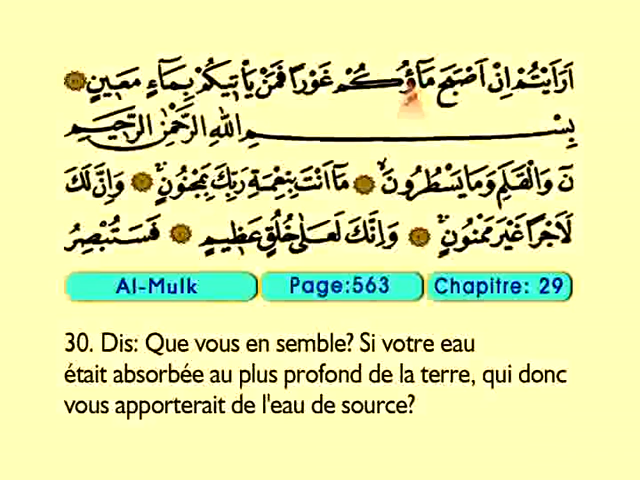 اَرَاَيْتُمْ اِنْ اَصْبَحَ مَٓاؤُ۬كُمْ غَوْرًا فَمَنْ يَأْت۪يكُمْ بِمَٓاءٍ مَع۪ينٍ
بِسْمِ اللّٰهِ الرَّحْمٰنِ الرَّح۪يمِ
نٓ وَالْقَلَمِ وَمَا يَسْطُرُونَۙ مَٓا اَنْتَ بِنِعْمَةِ رَبِّكَ بِمَجْنُونٍۚ وَاِنَّ لَكَ
لَاَجْرًا غَيْرَ مَمْنُونٍۚ وَاِنَّكَ لَعَلٰى خُلُقٍ عَظ۪يمٍ فَسَتُبْصِرُ
Al-Mulk Page:563 Chapitre: 29
30. Dis: Que vous en semble? Si votre eau
était absorbée au plus profond de la terre, qui donc
vous apporterait de l'eau de source?